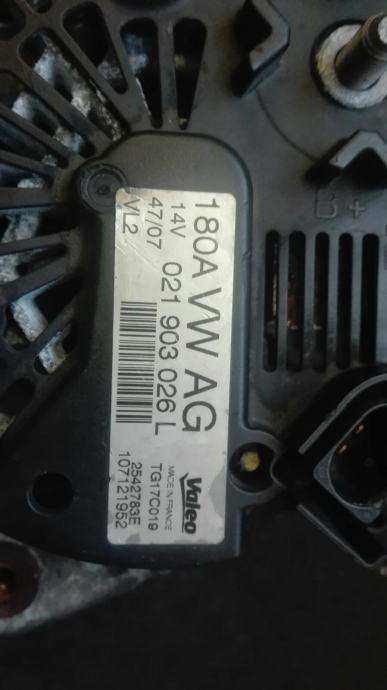 180A VW AG
14V 021 903 026 L
47/07
VL2
Valeo
MADE IN FRANCE
TG17C019
2542783E
107121952
B+